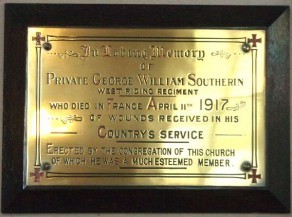 In Loving Memory
OF
PRIVATE GEORGE WILLIAM SOUTHERIN
WEST RIDING REGIMENT
WHO DIED IN FRANCE APRIL 11TH 1917
OF WOUNDS RECEIVED IN HIS
COUNTRY'S SERVICE
ERECTED BY THE CONGREGATION OF THIS CHURCH
OF WHICH HE WAS A MUCH ESTEEMED MEMBER.